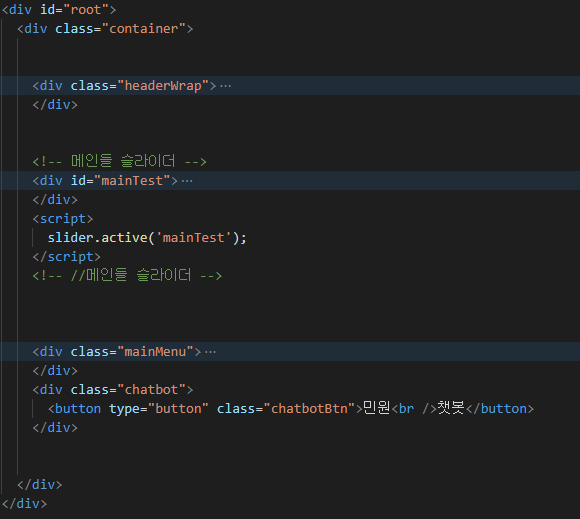 <div id="root">
<div class="container">
<div class="headerWrap">⋯
</div>
<!-- 메인틀 슬라이더 -->
<div id="mainTest">⋯
</div>
<script>
slider.active('mainTest');
</script>
<!-- //메인틀 슬라이더 -->
<div class="mainMenu">⋯
</div>
<div class="chatbot">
<button type="button" class="chatbotBtn">민원<br />챗봇</button>
</div>
</div>
</div>